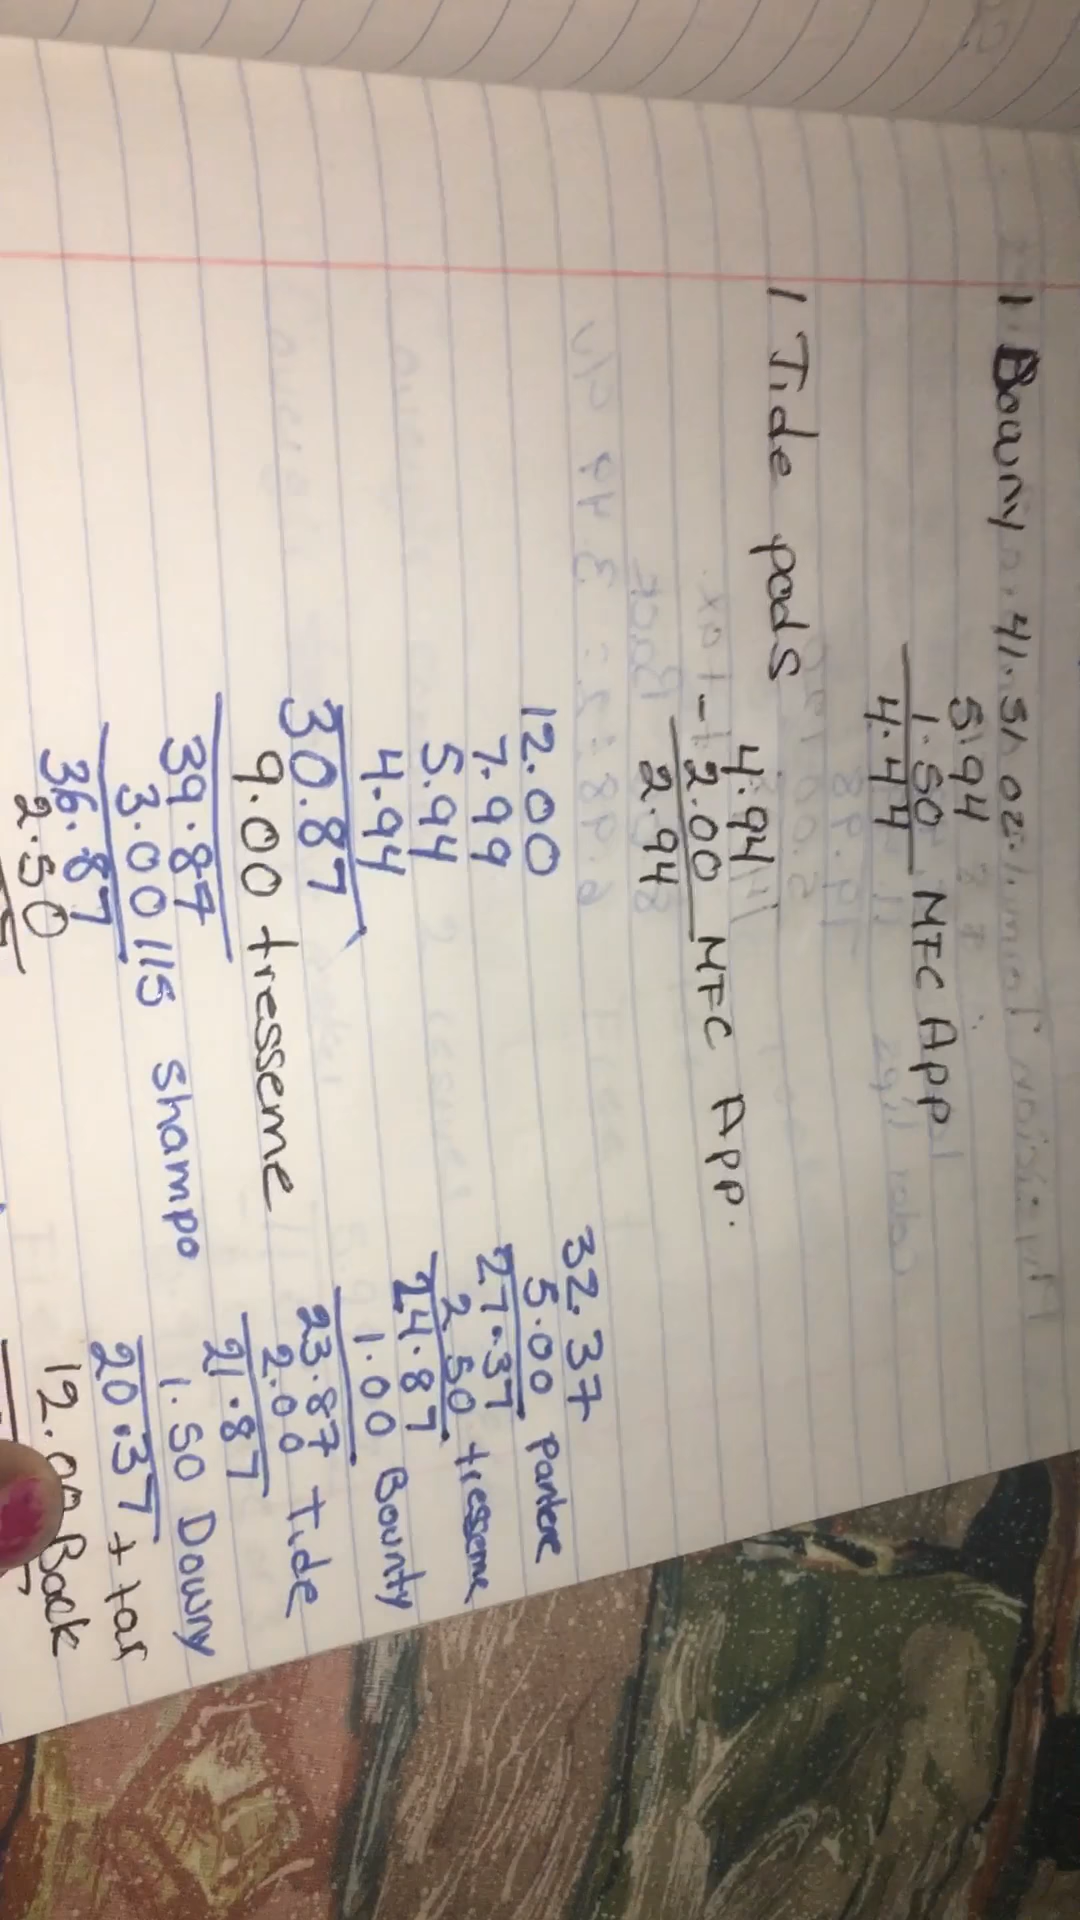 1 Downy
5.94
1.50 MFC App
4.44
1 Tide pods
4.94
- 2.00 MFC App.
2.94
12.00
7.99
5.94
4.94
30.87
9.00 tresseme
39.87
3.00 115 shampo
36.87
2.50
32.37
5.00 pantene
27.37
2 50 tresseme
24.87
1.00 Bounty
23.87
2.00 Tide
21.87
1.50 Downy
20.37 + tax
12.00 Back